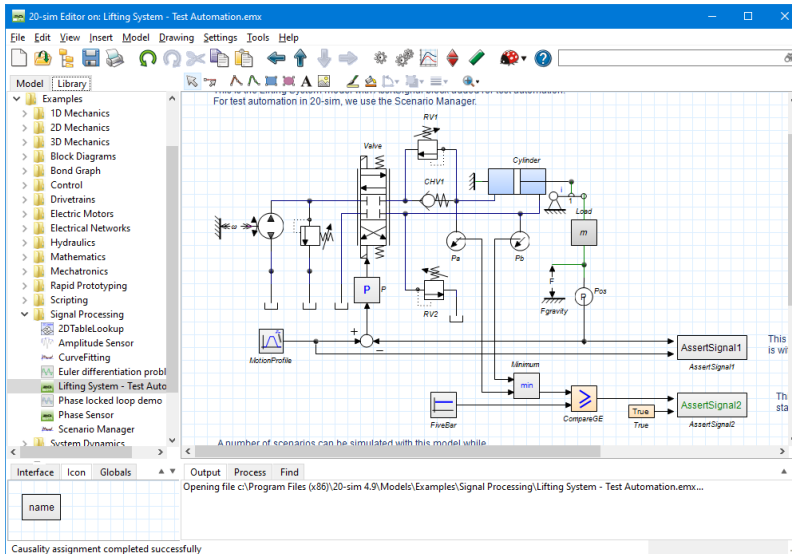 20-sim Editor on: Lifting System - Test Automation.emx
File Edit View Insert Model Drawing Settings Tools Help
Model Library
Examples
1D Mechanics
2D Mechanics
3D Mechanics
Block Diagrams
Bond Graph
Control
Drivetrains
Electric Motors
Electrical Networks
Hydraulics
Mathematics
Mechatronics
Rapid Prototyping
Scripting
Signal Processing
2DTableLookup
Amplitude Sensor
CurveFitting
Euler differentiation probl
Lifting System - Test Auto
Phase locked loop demo
Phase Sensor
Scenario Manager
System Dynamics
For test automation in 20-sim, we use the Scenario Manager.
RV1
Valve
Cylinder
CHV1
i
1
Load
m
ω
Pa
Pb
F
P
P
P
Pos
Fgravity
RV2
+
−
MotionProfile
AssertSignal1
AssertSignal1
This
is wi
Minimum
min
FiveBar
≥
CompareGE
True
True
AssertSignal2
AssertSignal2
Th
sta
A number of scenarios can be simulated with this model while
Interface Icon Globals
name
Output Process Find
Opening file c:\Program Files (x86)\20-sim 4.9\Models\Examples\Signal Processing\Lifting System - Test Automation.emx...
Causality assignment completed successfully